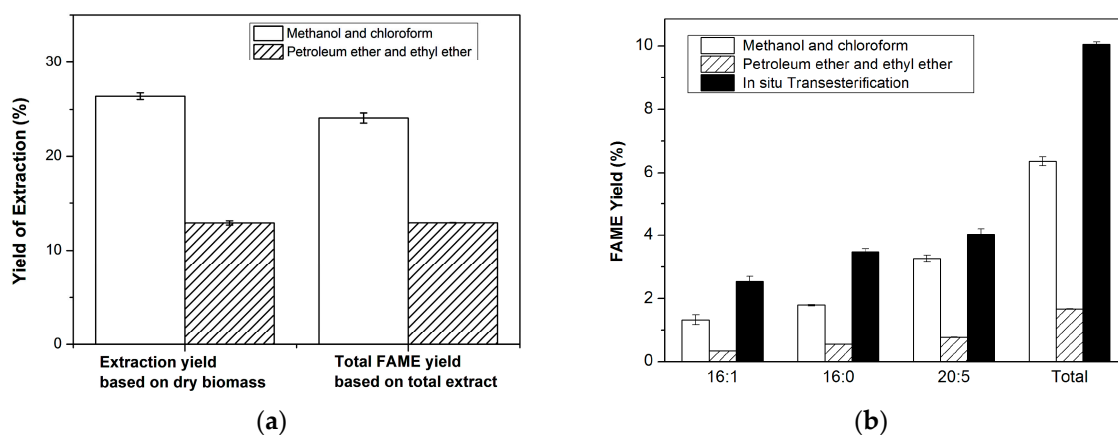 Methanol and chloroform
Petroleum ether and ethyl ether
Yield of Extraction (%)
30
20
10
0
Extraction yield
based on dry biomass
Total FAME yield
based on total extract
(a)
Methanol and chloroform
Petroleum ether and ethyl ether
In situ Transesterification
FAME Yield (%)
10
8
6
4
2
0
16:1 16:0 20:5 Total
(b)